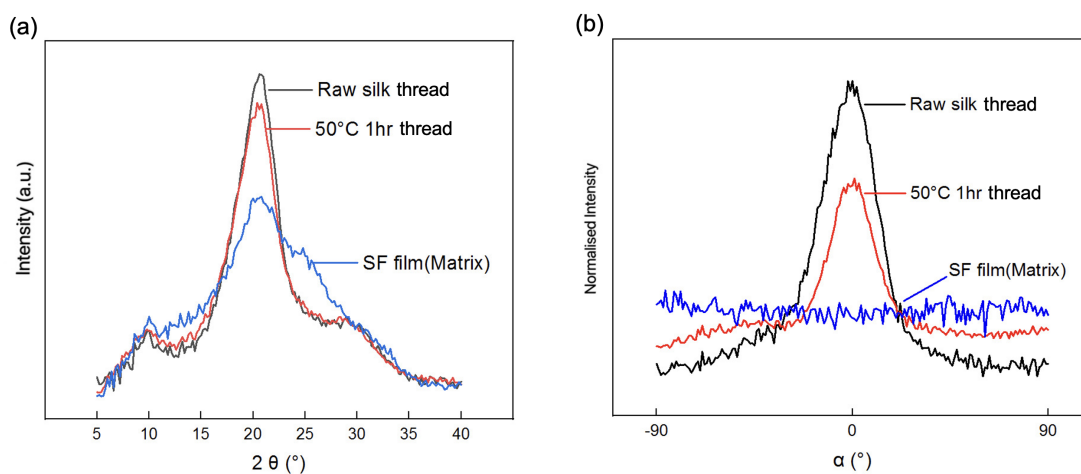 (a)
Intensity (a.u.)
Raw silk thread
50°C 1hr thread
SF film(Matrix)
5 10 15 20 25 30 35 40
2 θ (°)
(b)
Normalised Intensity
Raw silk thread
50°C 1hr thread
SF film(Matrix)
-90 0 90
α (°)